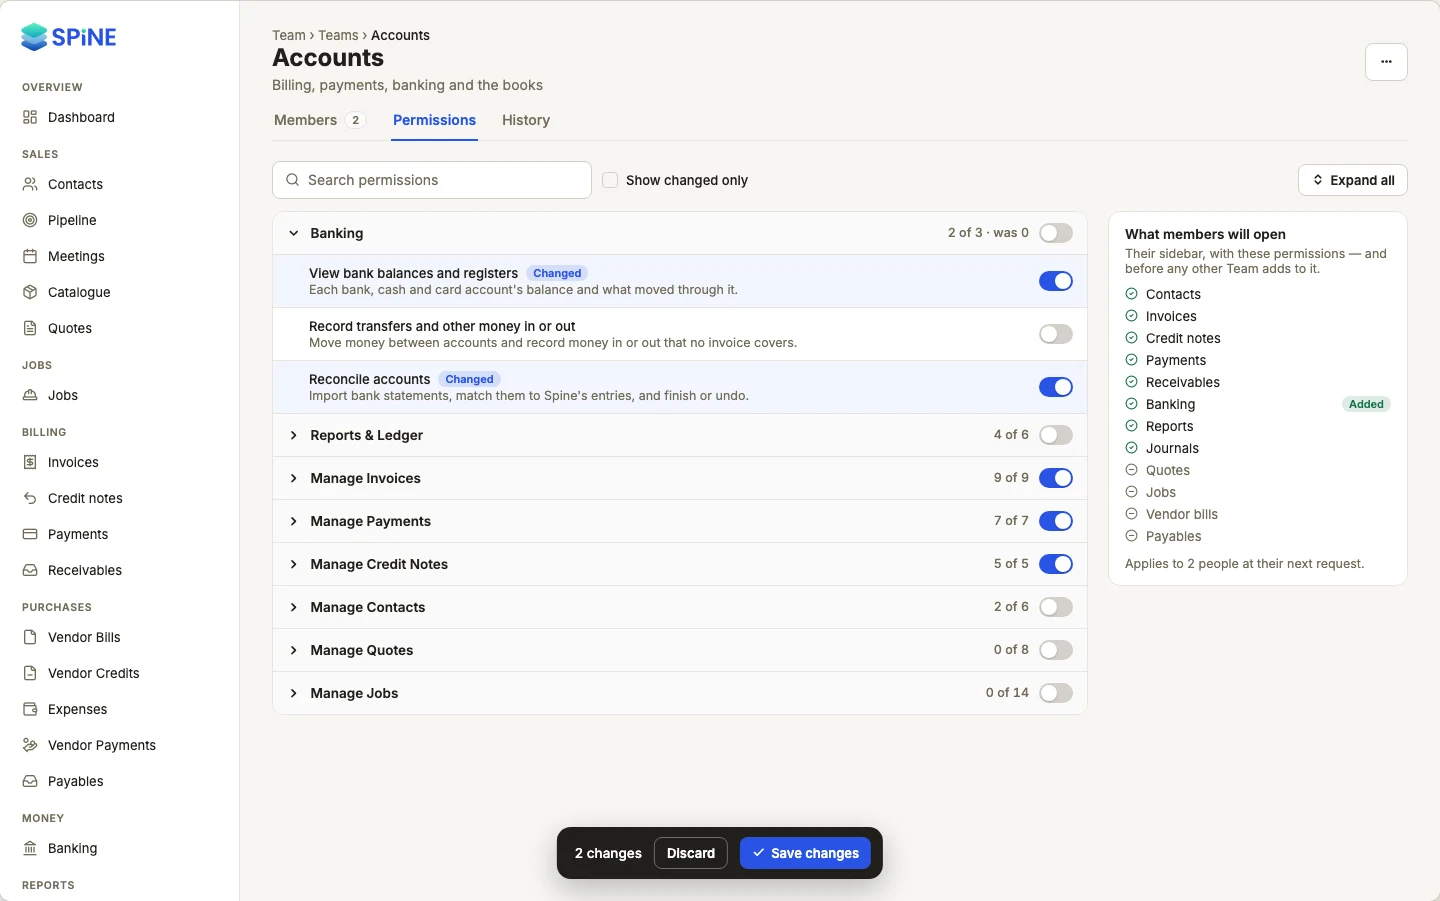 SPiNE
OVERVIEW
Dashboard
SALES
Contacts
Pipeline
Meetings
Catalogue
Quotes
JOBS
Jobs
BILLING
Invoices
Credit notes
Payments
Receivables
PURCHASES
Vendor Bills
Vendor Credits
Expenses
Vendor Payments
Payables
MONEY
Banking
REPORTS
Team › Teams › Accounts
Accounts
Billing, payments, banking and the books
Members 2 Permissions History
Search permissions
Show changed only
Expand all
Banking 2 of 3 · was 0
View bank balances and registers Changed
Each bank, cash and card account's balance and what moved through it.
Record transfers and other money in or out
Move money between accounts and record money in or out that no invoice covers.
Reconcile accounts Changed
Import bank statements, match them to Spine's entries, and finish or undo.
Reports & Ledger 4 of 6
Manage Invoices 9 of 9
Manage Payments 7 of 7
Manage Credit Notes 5 of 5
Manage Contacts 2 of 6
Manage Quotes 0 of 8
Manage Jobs 0 of 14
What members will open
Their sidebar, with these permissions — and
before any other Team adds to it.
Contacts
Invoices
Credit notes
Payments
Receivables
Banking Added
Reports
Journals
Quotes
Jobs
Vendor bills
Payables
Applies to 2 people at their next request.
2 changes Discard Save changes